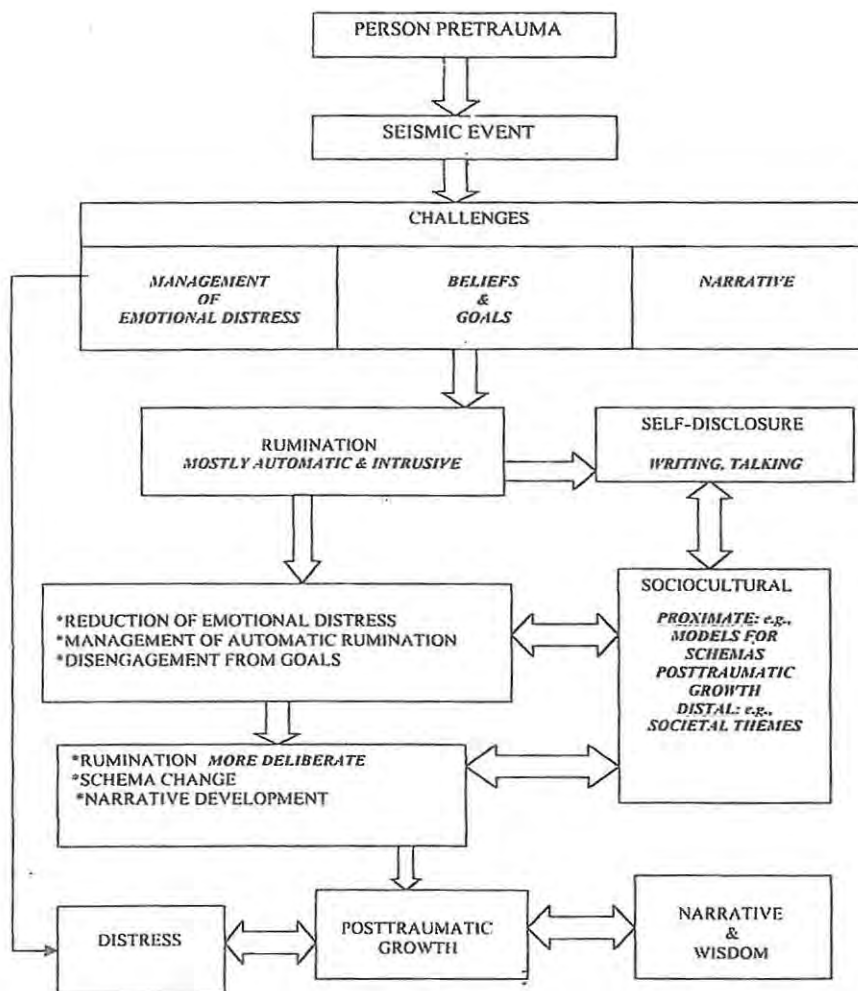 PERSON PRETRAUMA
SEISMIC EVENT
CHALLENGES
MANAGEMENT
OF
EMOTIONAL DISTRESS
BELIEFS
&
GOALS
NARRATIVE
RUMINATION
MOSTLY AUTOMATIC & INTRUSIVE
SELF-DISCLOSURE
WRITING, TALKING
*REDUCTION OF EMOTIONAL DISTRESS
*MANAGEMENT OF AUTOMATIC RUMINATION
*DISENGAGEMENT FROM GOALS
SOCIOCULTURAL
PROXIMATE: e.g.,
MODELS FOR
SCHEMAS
POSTTRAUMATIC
GROWTH
DISTAL: e.g.,
SOCIETAL THEMES
*RUMINATION MORE DELIBERATE
*SCHEMA CHANGE
*NARRATIVE DEVELOPMENT
DISTRESS
POSTTRAUMATIC
GROWTH
NARRATIVE
&
WISDOM